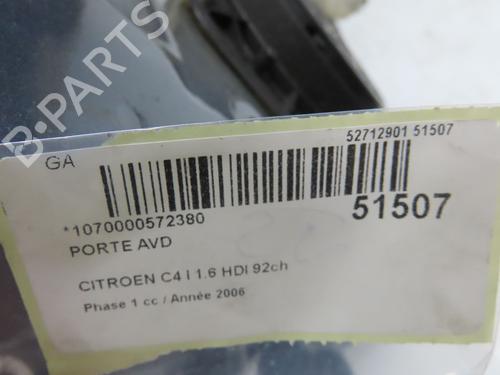 B-PARTS
GA
52712901 51507
*1070000572380
51507
PORTE AVD
CITROEN C4 I 1.6 HDI 92ch
Phase 1 cc / Année 2006